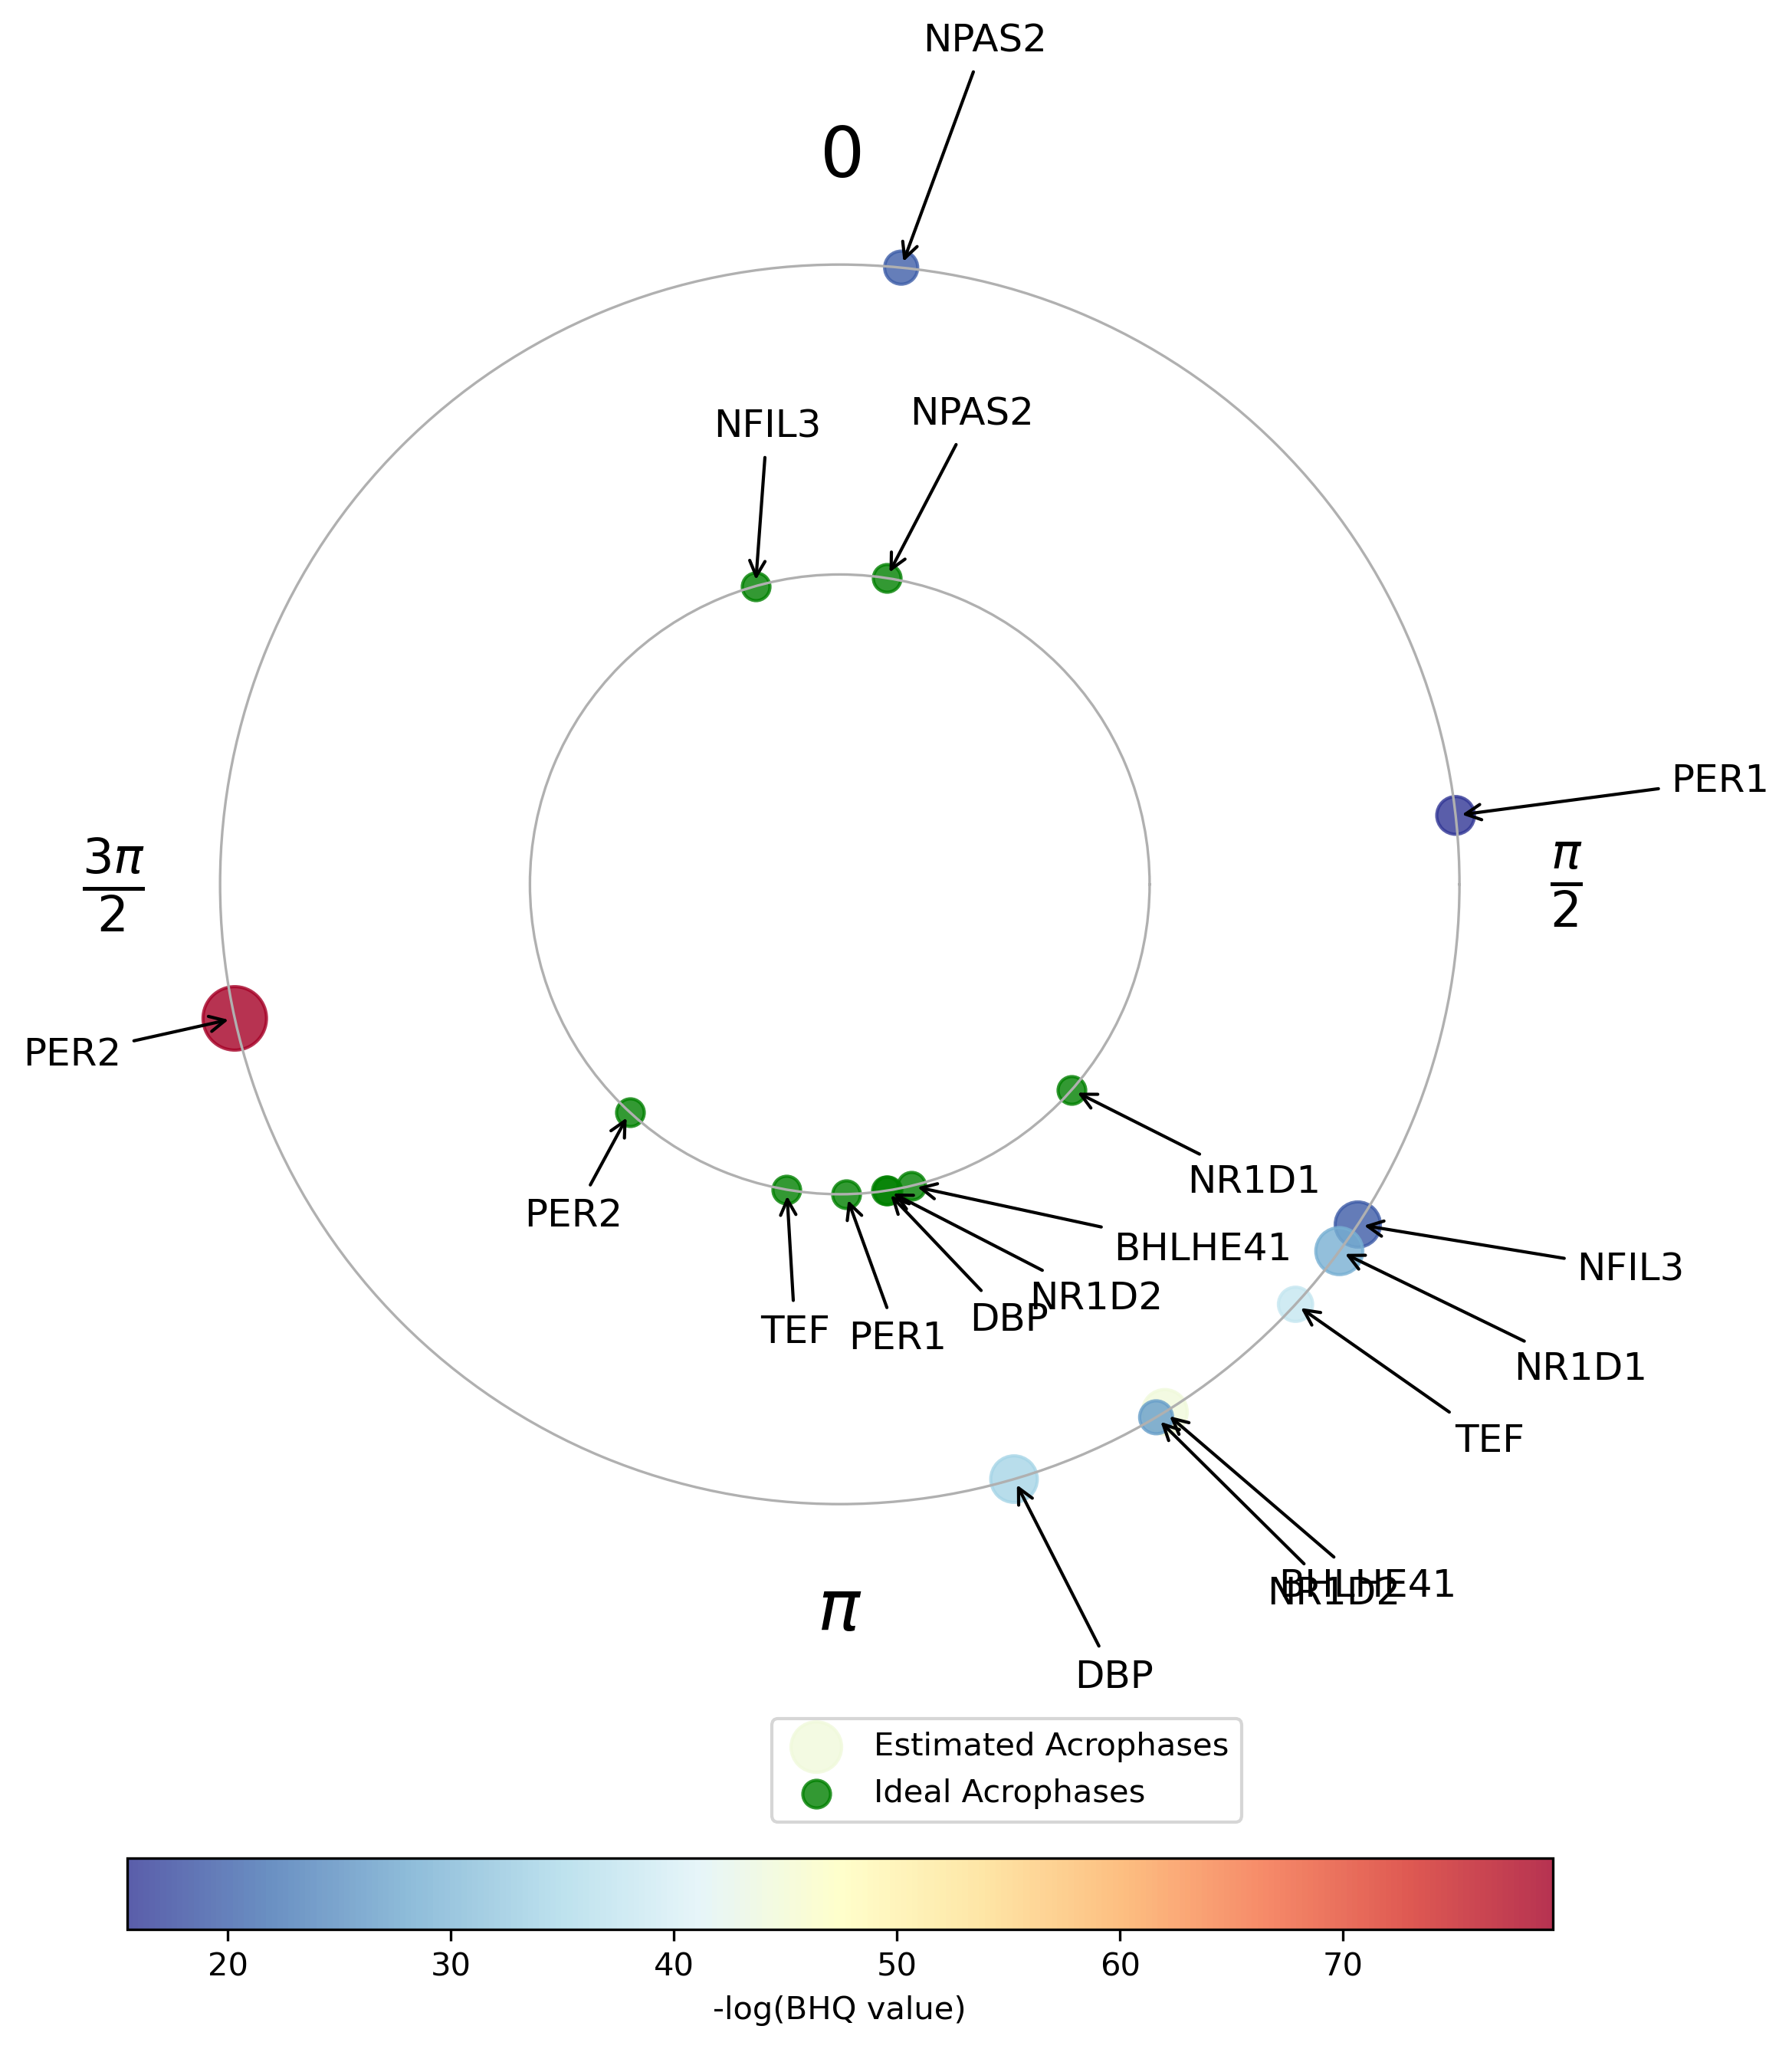 NPAS2
0
NFIL3
NPAS2
PER1
3π
2
π
2
PER2
NR1D1
PER2
BHLHE41
NFIL3
NR1D2
DBP
TEF
PER1
NR1D1
TEF
BHLHE41
NR1D2
π
DBP
Estimated Acrophases
Ideal Acrophases
20 30 40 50 60 70
-log(BHQ value)